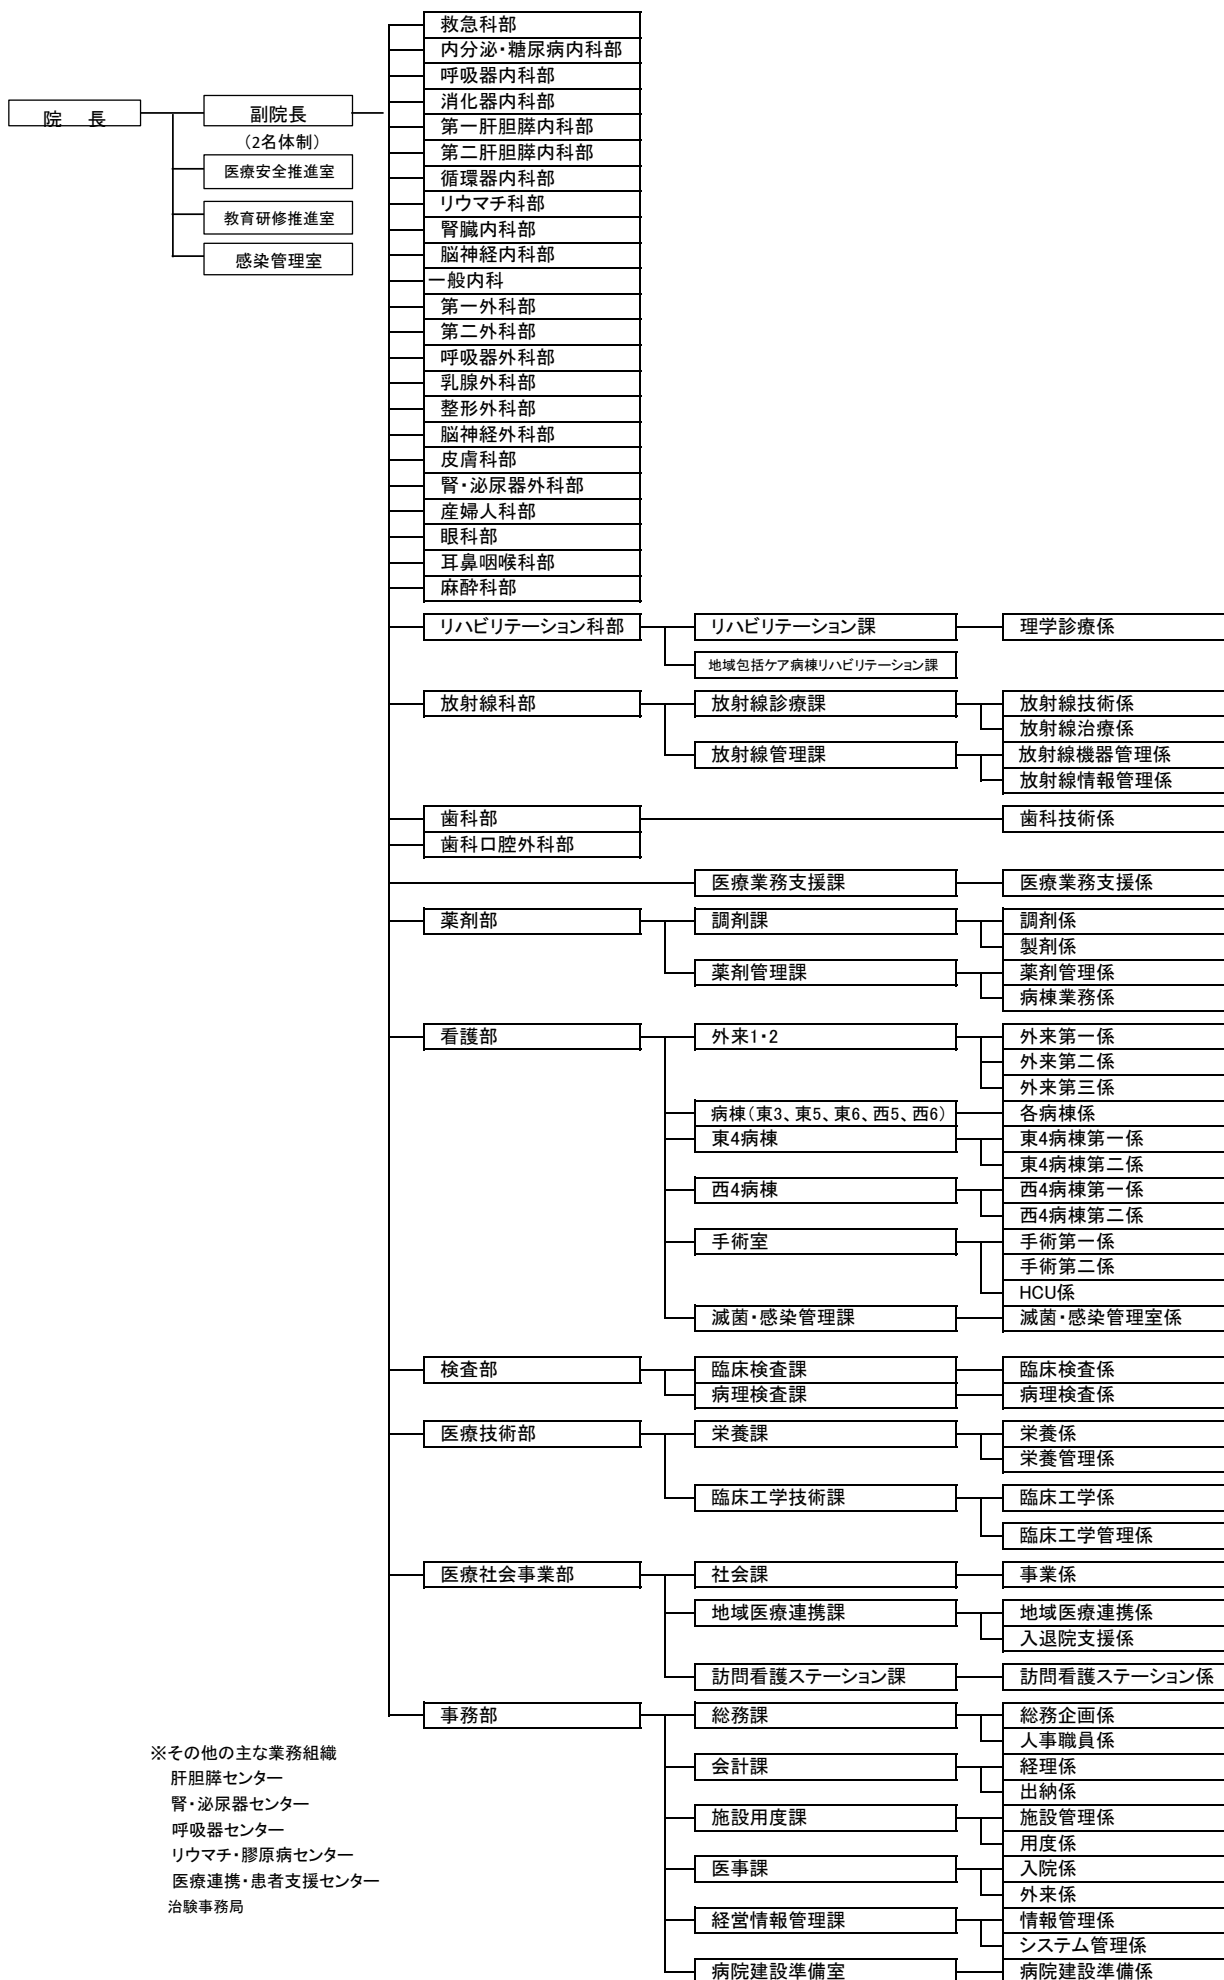 救急科部
内分泌・糖尿病内科部
呼吸器内科部
院　長
副院長
消化器内科部
第一肝胆膵内科部
(2名体制)
第二肝胆膵内科部
医療安全推進室
循環器内科部
リウマチ科部
教育研修推進室
腎臓内科部
脳神経内科部
感染管理室
一般内科
第一外科部
第二外科部
呼吸器外科部
乳腺外科部
整形外科部
脳神経外科部
皮膚科部
腎・泌尿器外科部
産婦人科部
眼科部
耳鼻咽喉科部
麻酔科部
リハビリテーション科部　リハビリテーション課　理学診療係
地域包括ケア病棟リハビリテーション課
放射線科部　放射線診療課　放射線技術係
放射線治療係
放射線管理課　放射線機器管理係
放射線情報管理係
歯科部　歯科技術係
歯科口腔外科部
医療業務支援課　医療業務支援係
薬剤部　調剤課　調剤係
製剤係
薬剤管理課　薬剤管理係
病棟業務係
看護部　外来1・2　外来第一係
外来第二係
外来第三係
病棟(東3、東5、東6、西5、西6)　各病棟係
東4病棟　東4病棟第一係
東4病棟第二係
西4病棟　西4病棟第一係
西4病棟第二係
手術室　手術第一係
手術第二係
HCU係
滅菌・感染管理課　滅菌・感染管理室係
検査部　臨床検査課　臨床検査係
病理検査課　病理検査係
医療技術部　栄養課　栄養係
栄養管理係
臨床工学技術課　臨床工学係
臨床工学管理係
医療社会事業部　社会課　事業係
地域医療連携課　地域医療連携係
入退院支援係
訪問看護ステーション課　訪問看護ステーション係
事務部　総務課　総務企画係
人事職員係
会計課　経理係
出納係
施設用度課　施設管理係
用度係
医事課　入院係
外来係
経営情報管理課　情報管理係
システム管理係
病院建設準備室　病院建設準備係
※その他の主な業務組織
肝胆膵センター
腎・泌尿器センター
呼吸器センター
リウマチ・膠原病センター
医療連携・患者支援センター
治験事務局